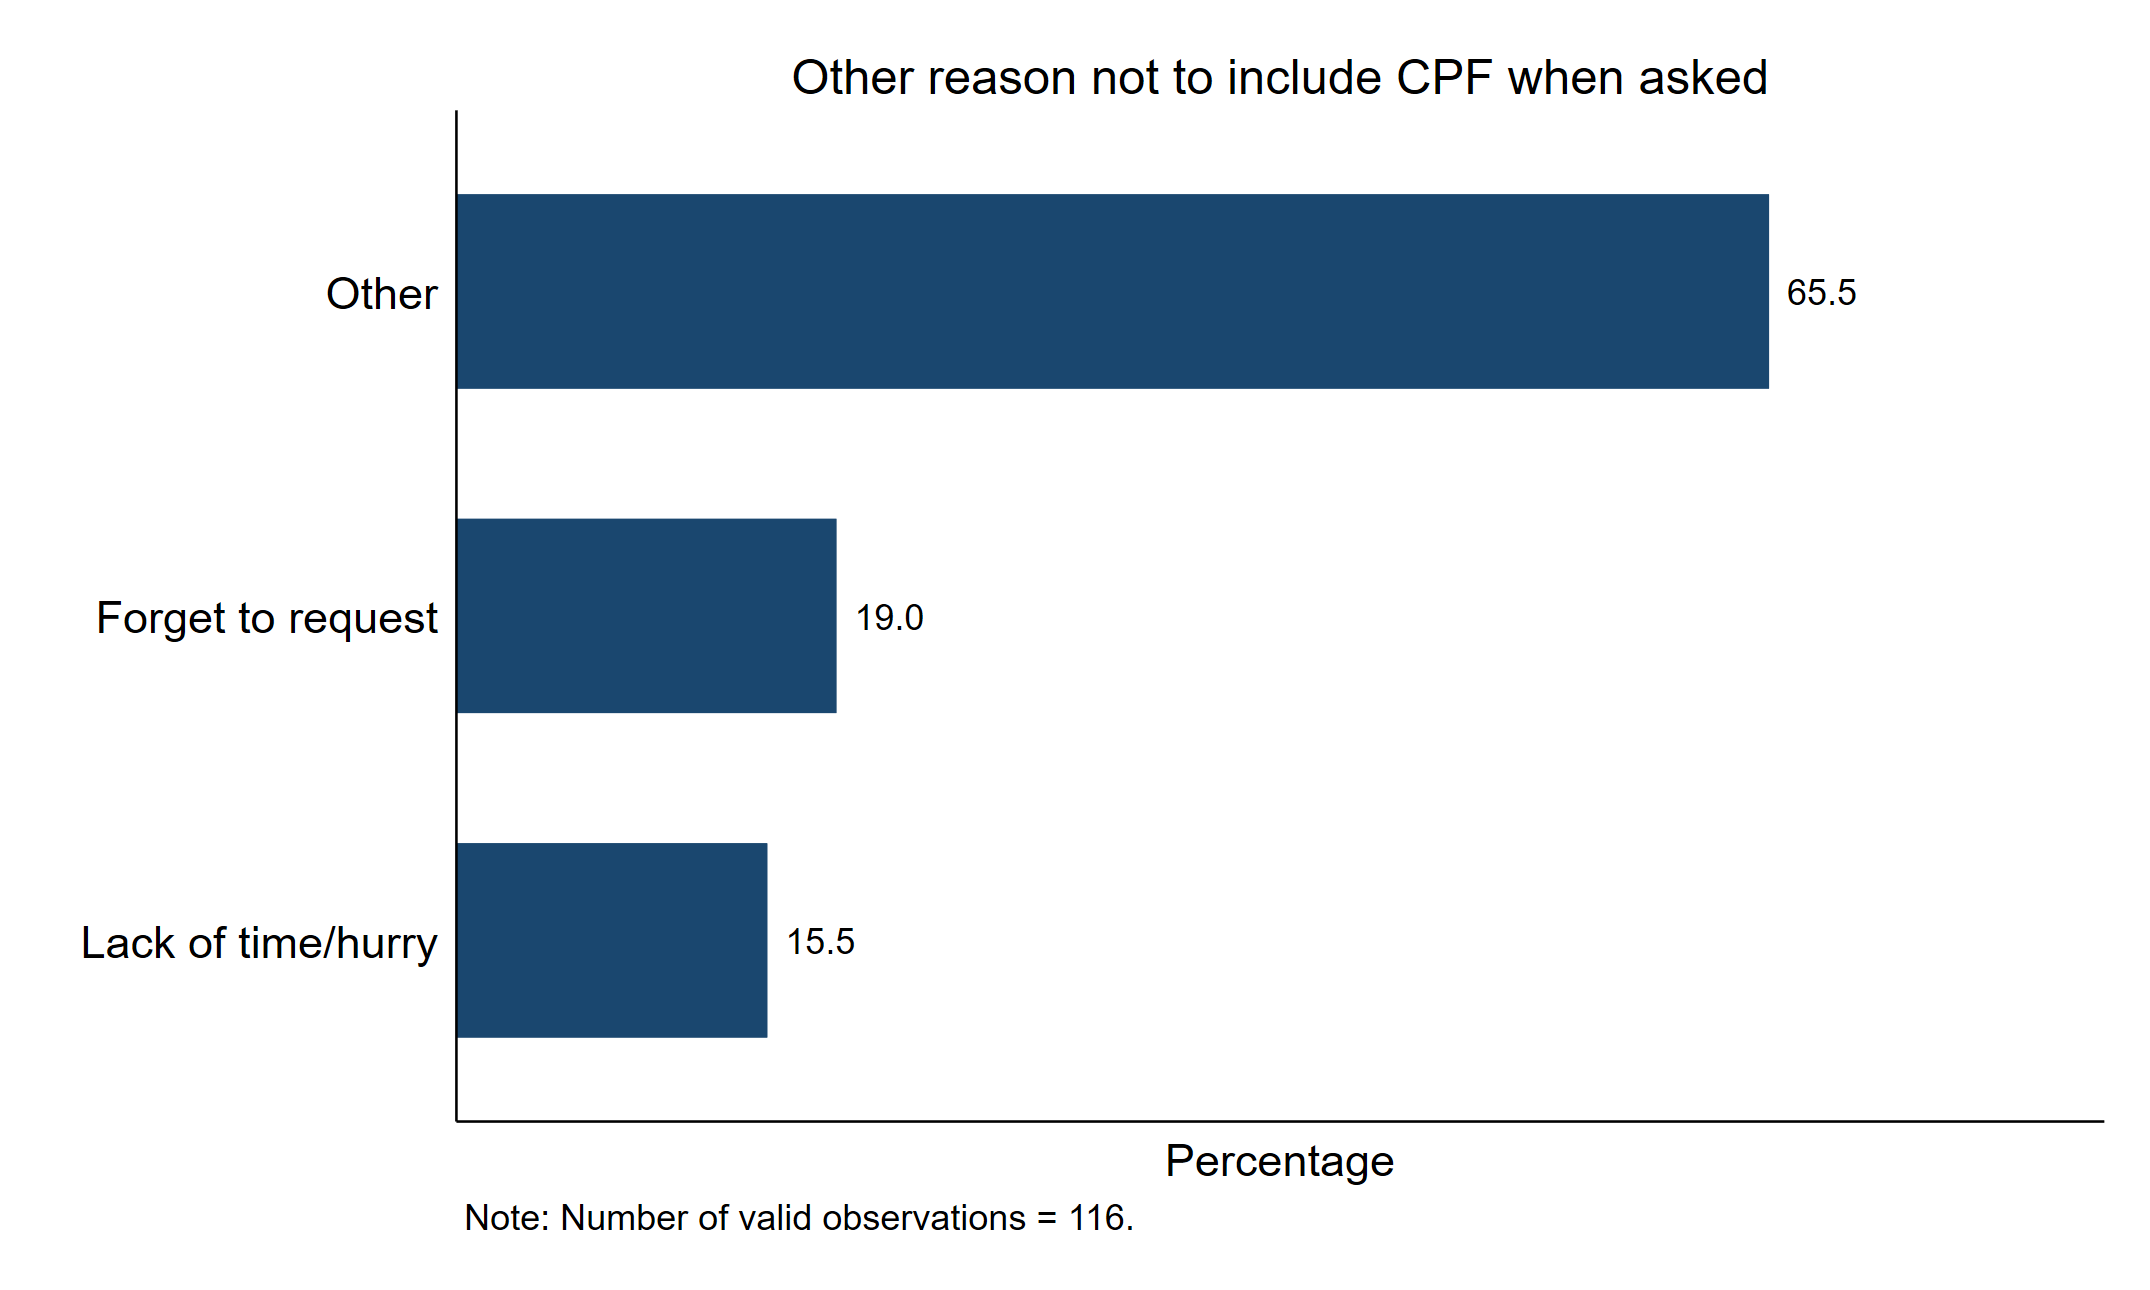 Other reason not to include CPF when asked
Other
65.5
Forget to request
19.0
Lack of time/hurry
15.5
Percentage
Note: Number of valid observations = 116.